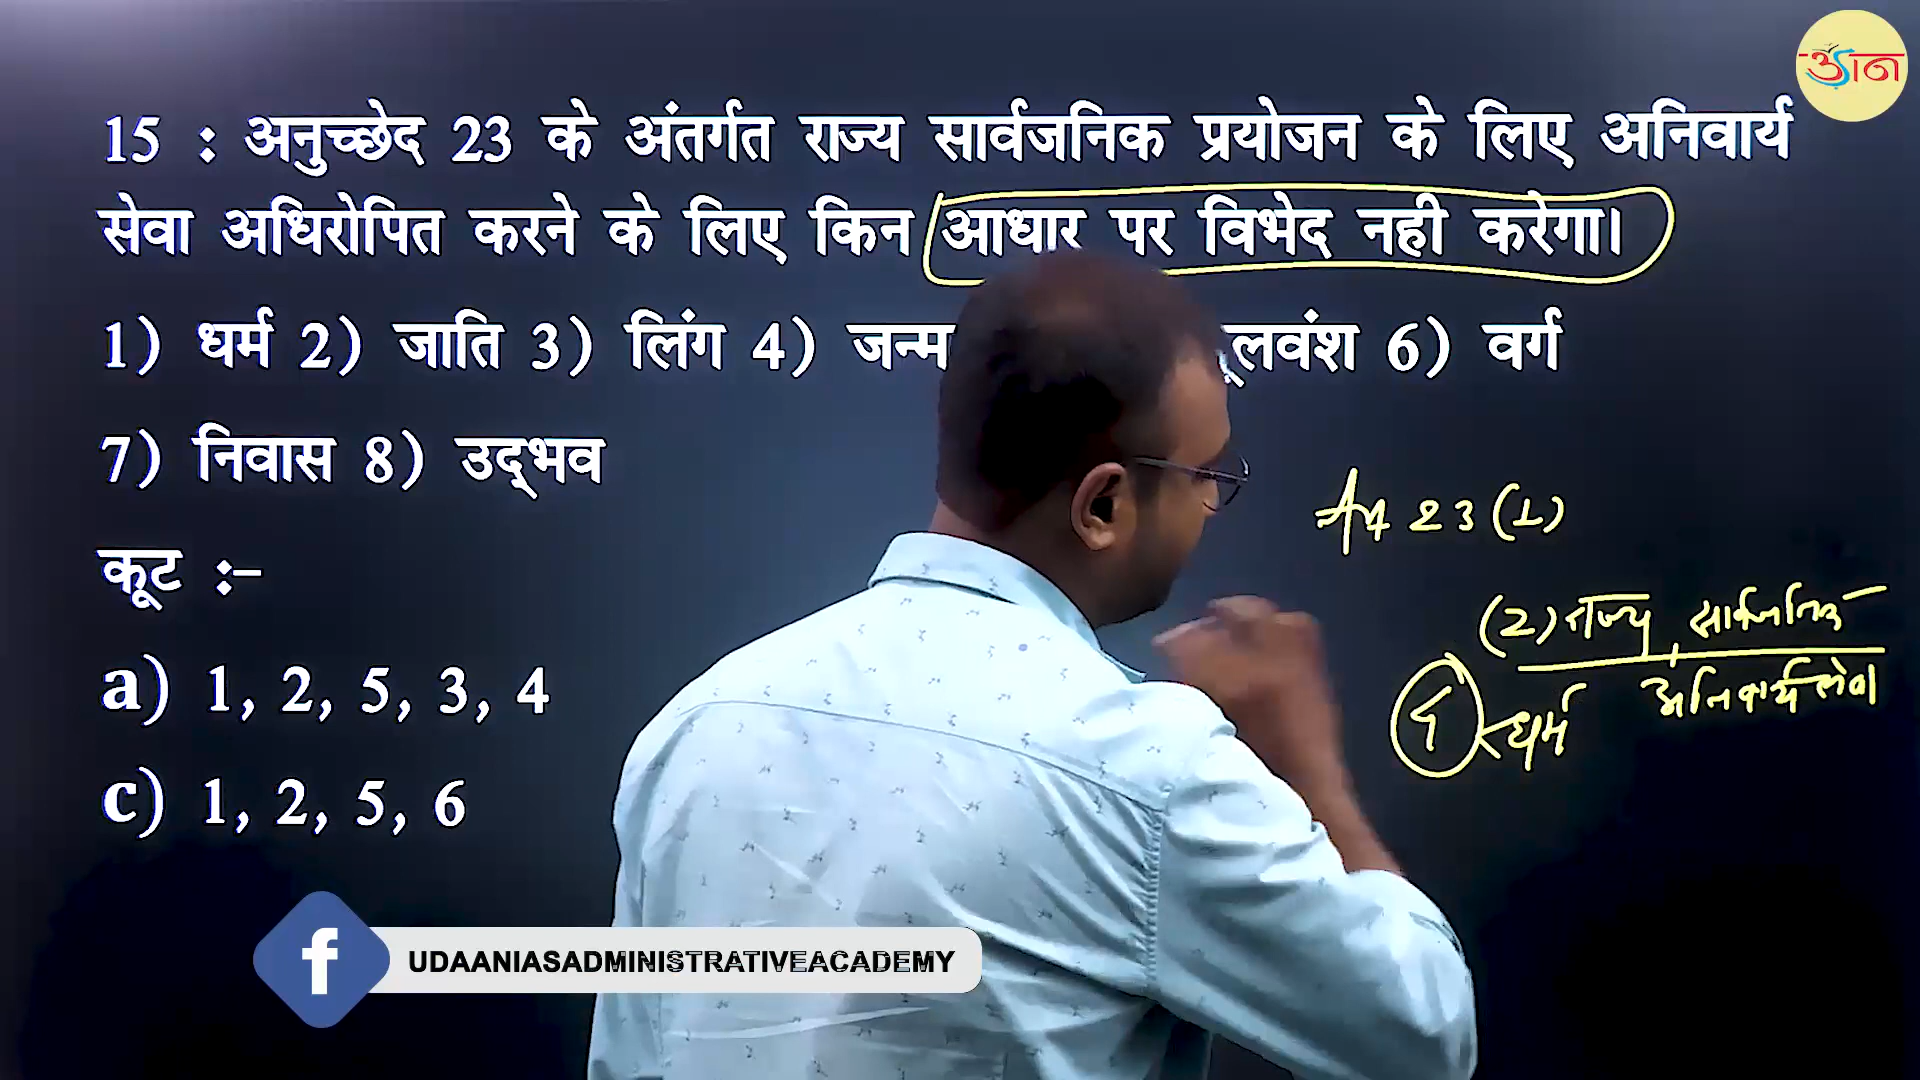 उड़ान
15 : अनुच्छेद 23 के अंतर्गत राज्य सार्वजनिक प्रयोजन के लिए अनिवार्य
सेवा अधिरोपित करने के लिए किन आधार पर विभेद नही करेगा।
1) धर्म 2) जाति 3) लिंग 4) जन्म लवंश 6) वर्ग
7) निवास 8) उद्भव
Art 23 (1)
कूट :-
(2) राज्य, सार्वजनिक
अनिवार्य सेवा
धर्म
a) 1, 2, 5, 3, 4
c) 1, 2, 5, 6
f UDAANIASADMINISTRATIVEACADEMY